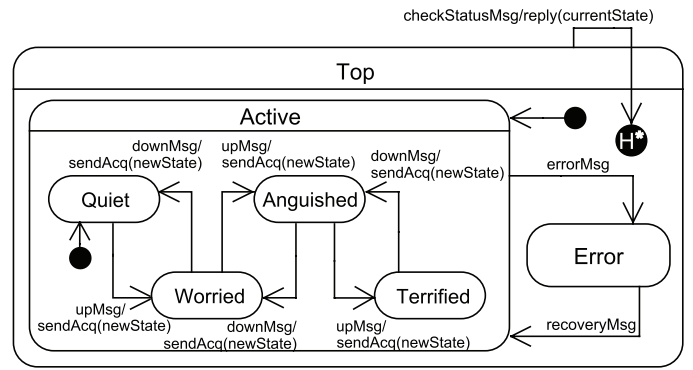 checkStatusMsg/reply(currentState)
Top
Active
H*
downMsg/
sendAcq(newState)
upMsg/
sendAcq(newState)
downMsg/
sendAcq(newState)
errorMsg
Quiet
Anguished
Error
Worried
Terrified
upMsg/
sendAcq(newState)
downMsg/
sendAcq(newState)
upMsg/
sendAcq(newState)
recoveryMsg